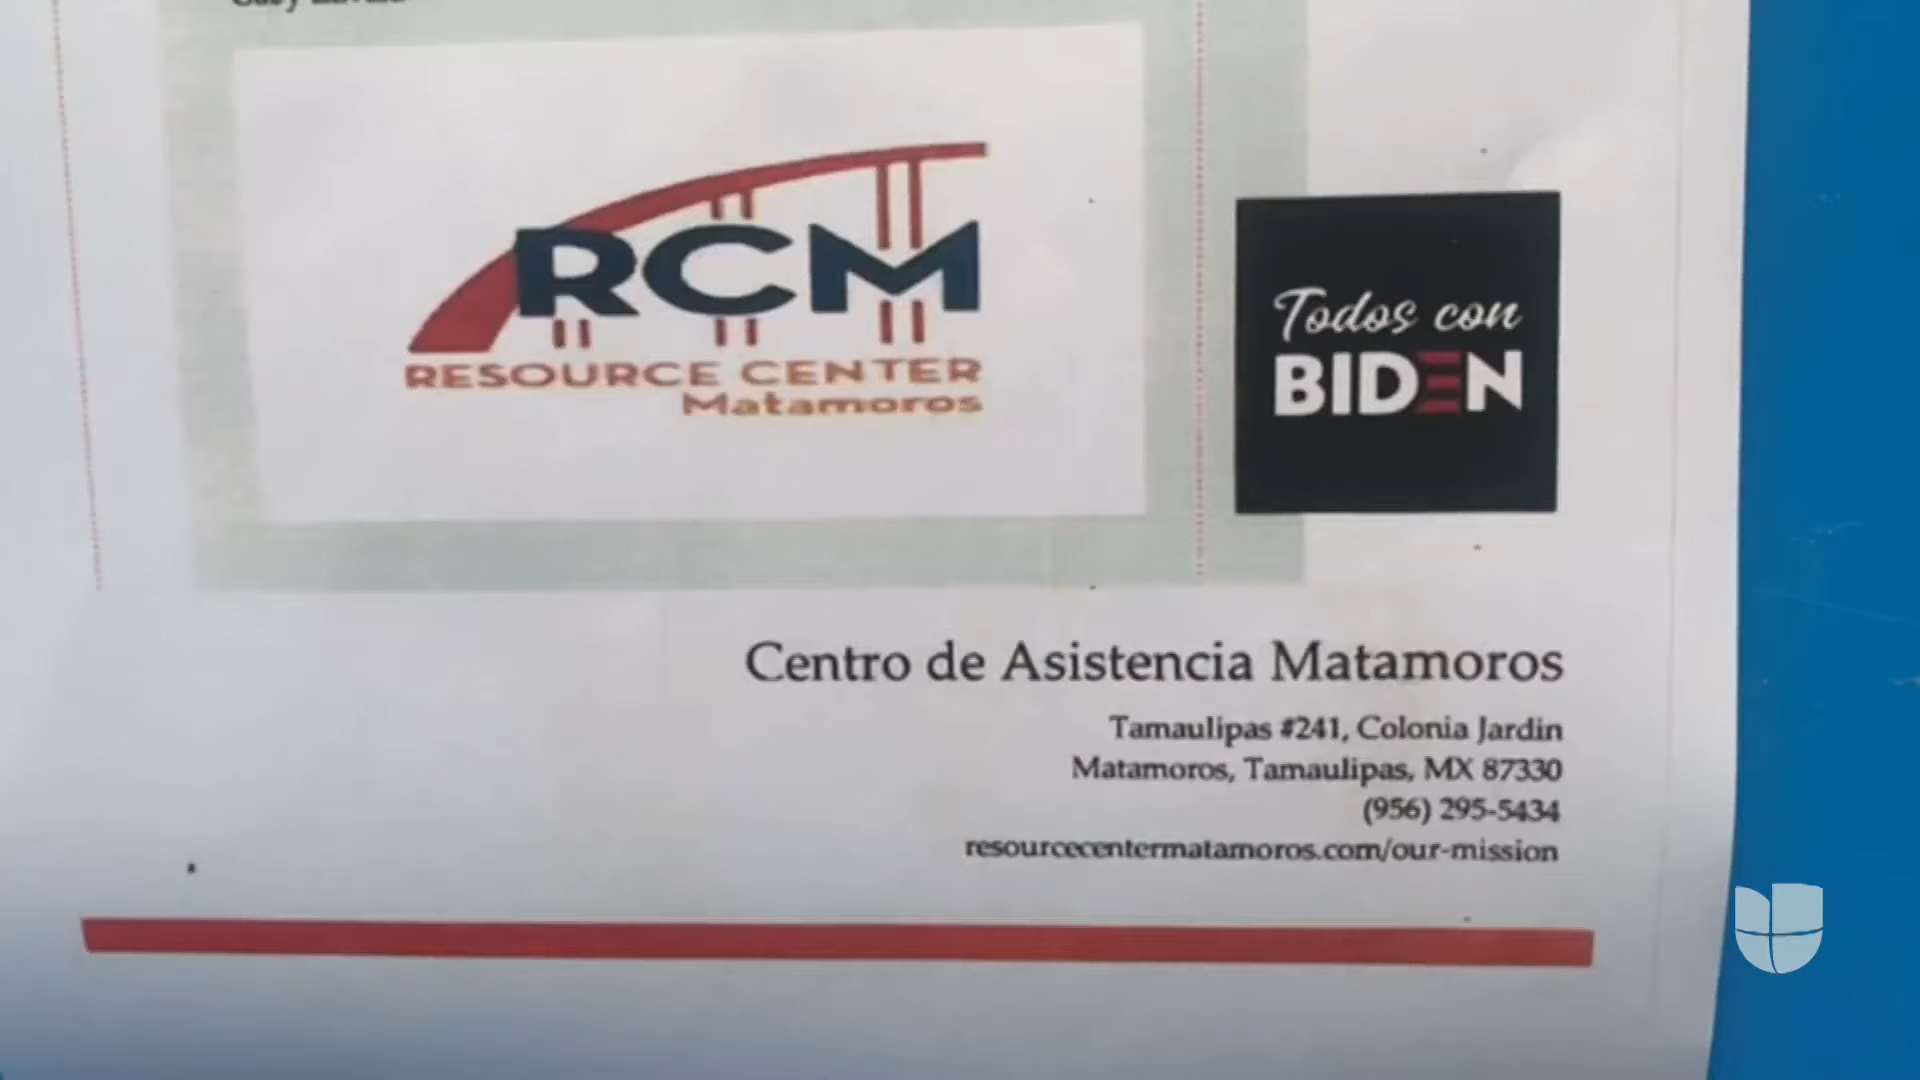 RCM
RESOURCE CENTER
Matamoros
Todos con
BIDEN
Centro de Asistencia Matamoros
Tamaulipas #241, Colonia Jardin
Matamoros, Tamaulipas, MX 87330
(956) 295-5434
resourcecentermatamoros.com/our-mission